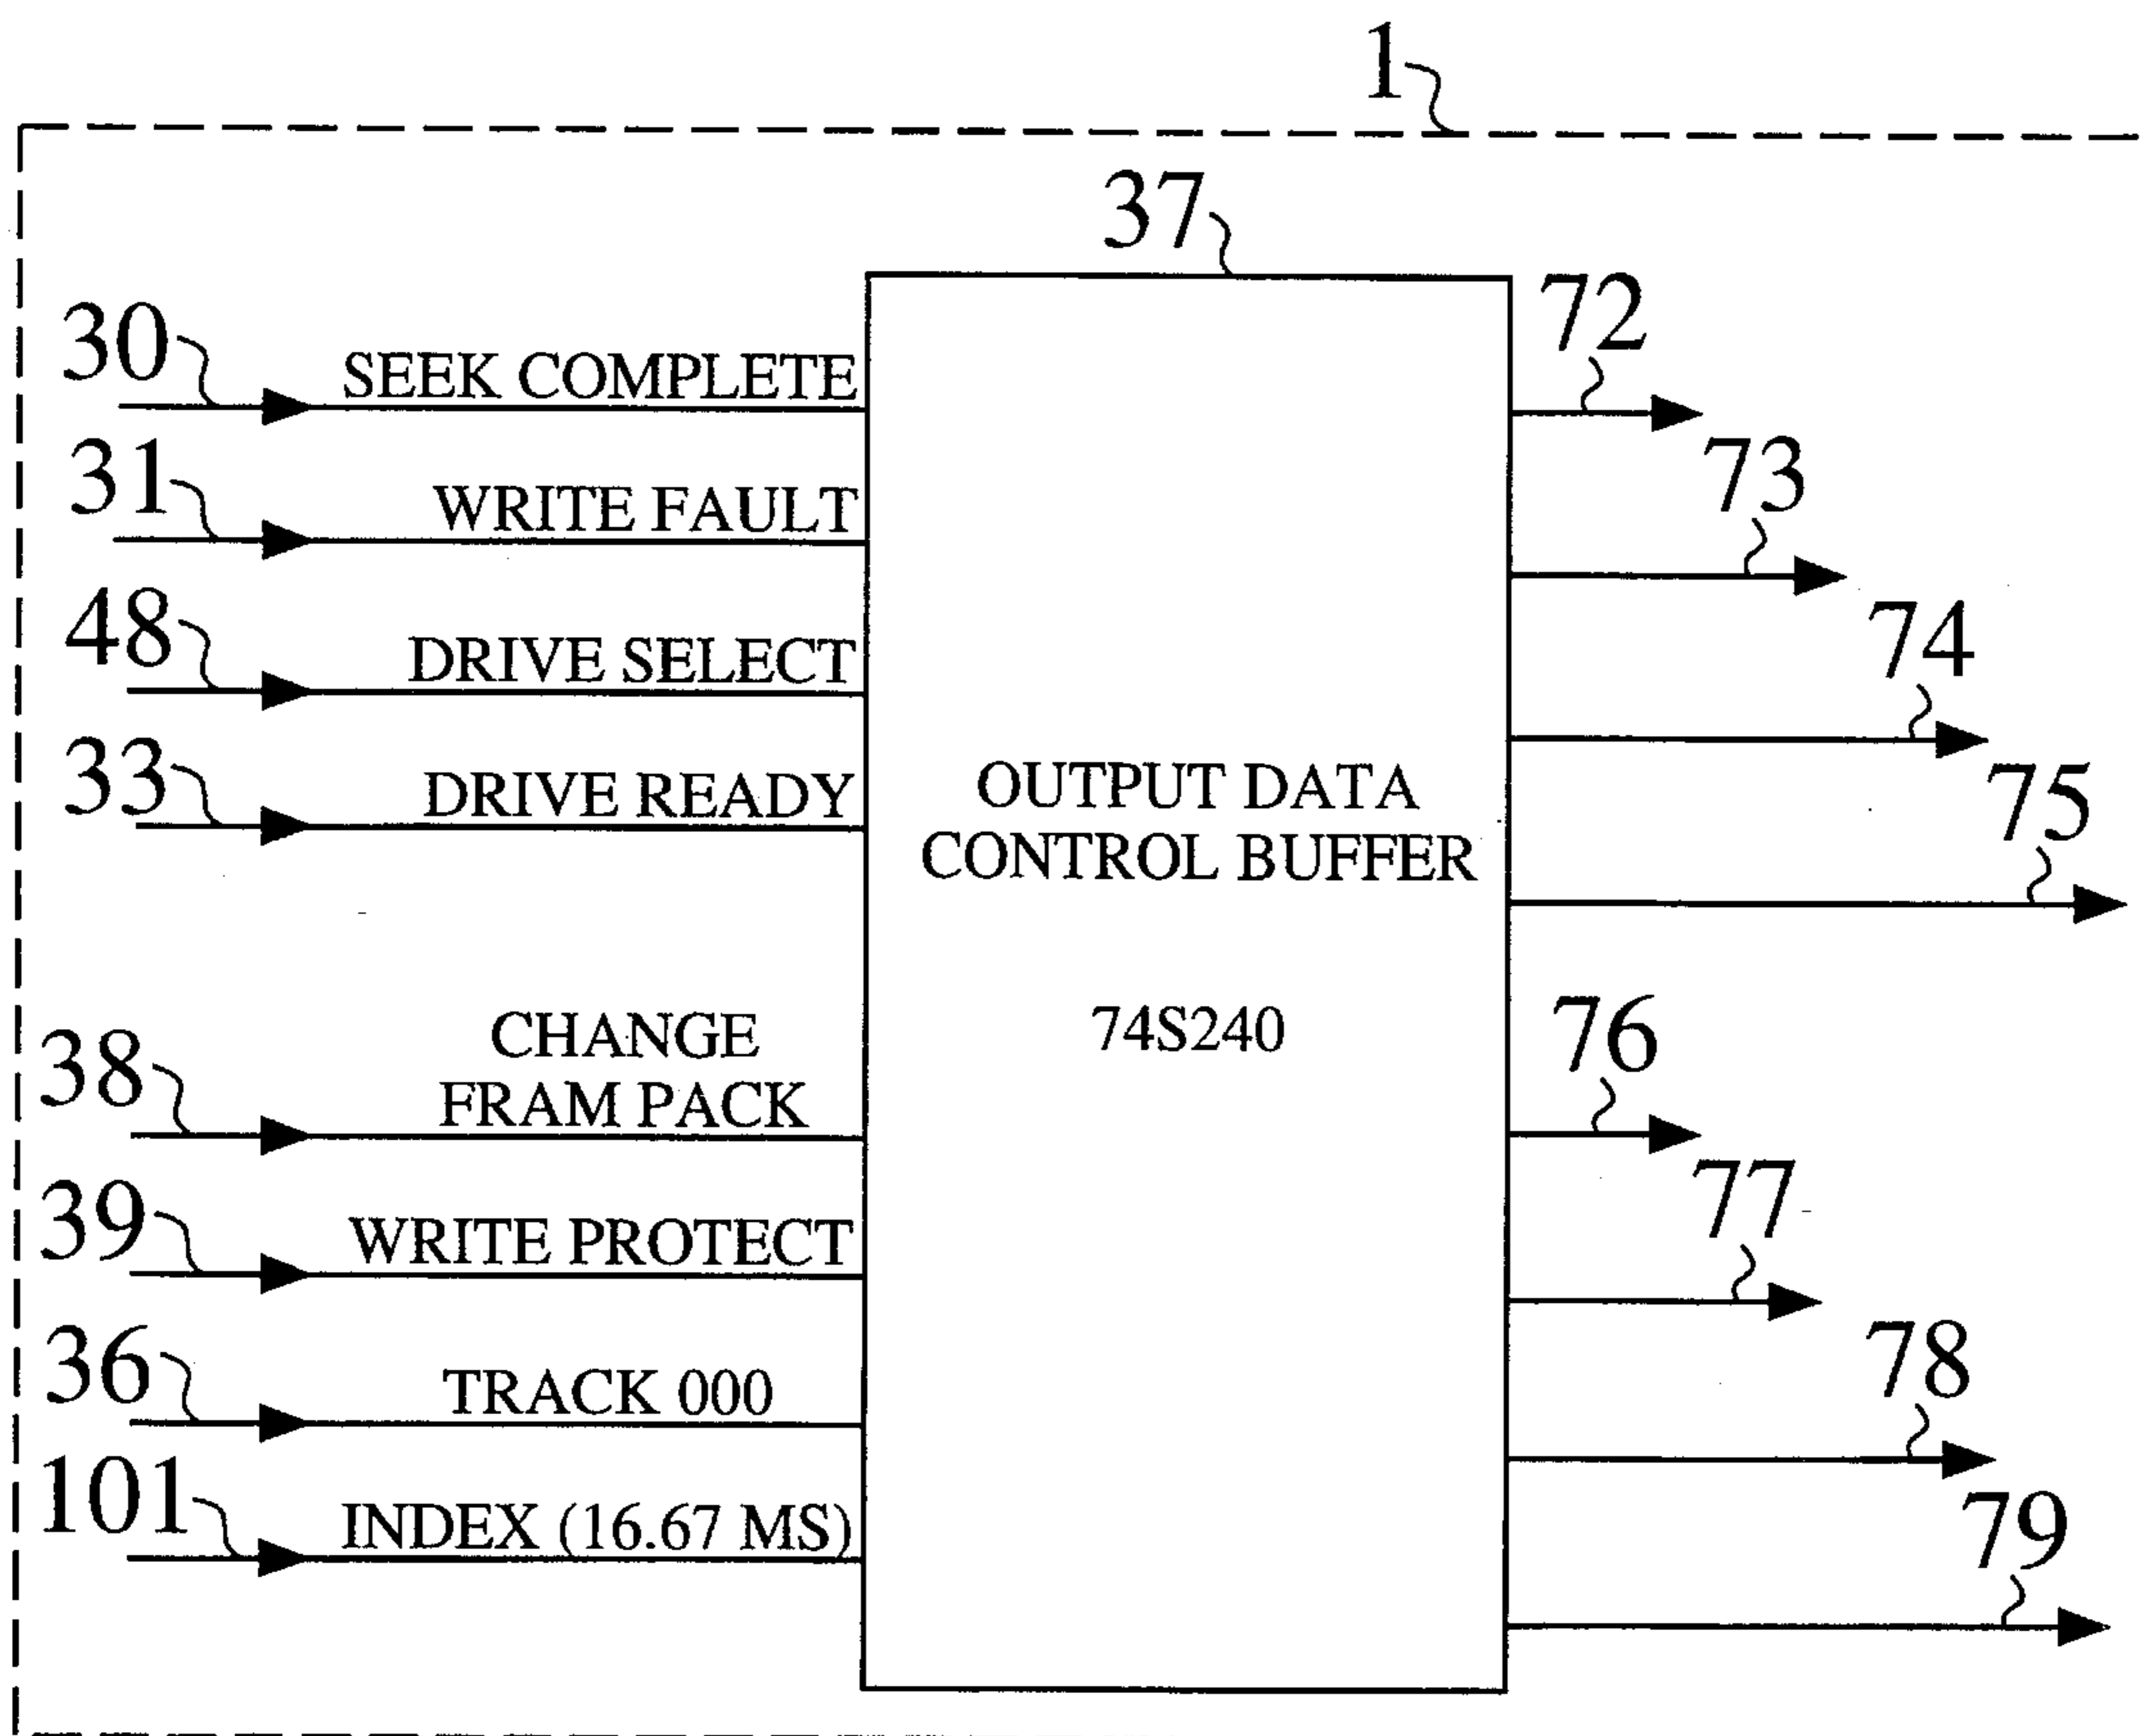 1
37
30
SEEK COMPLETE
72
31
WRITE FAULT
73
48
DRIVE SELECT
74
33
DRIVE READY
OUTPUT DATA
CONTROL BUFFER
75
74S240
38
CHANGE
FRAM PACK
76
39
WRITE PROTECT
77
36
TRACK 000
78
101
INDEX (16.67 MS)
79